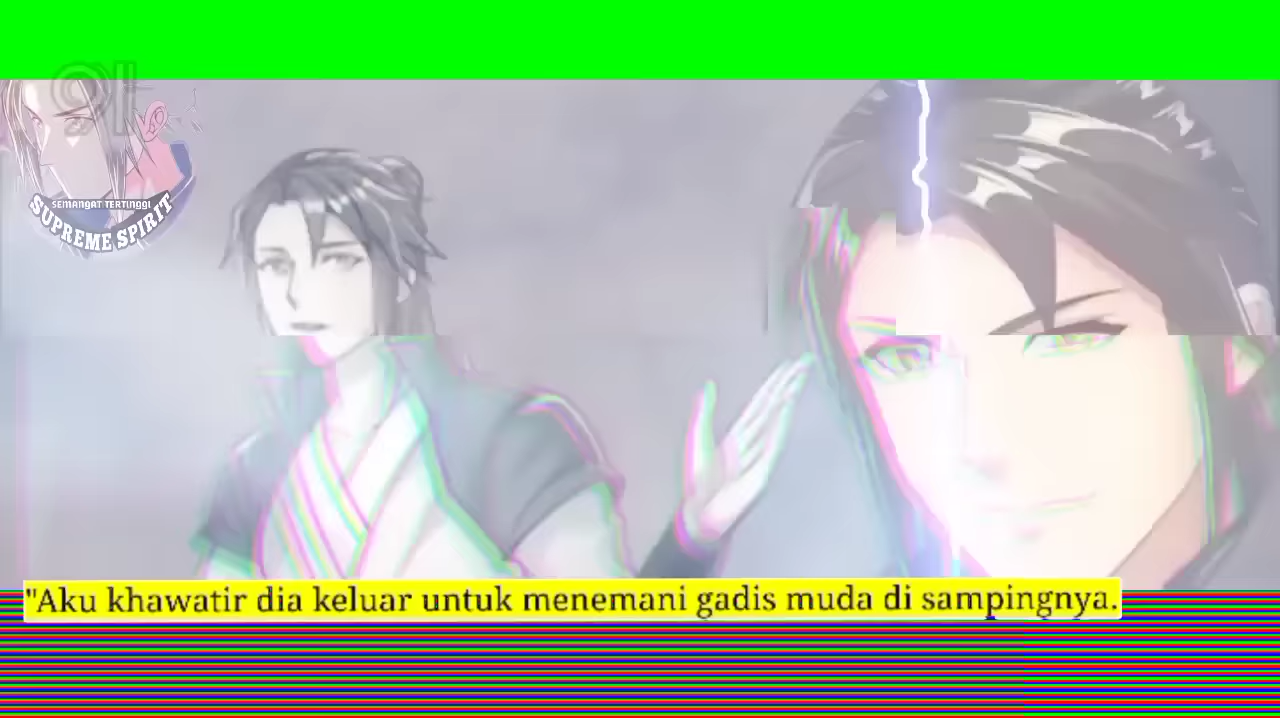 SEMANGAT TERTINGGI
SUPREME SPIRIT
"Aku khawatir dia keluar untuk menemani gadis muda di sampingnya.